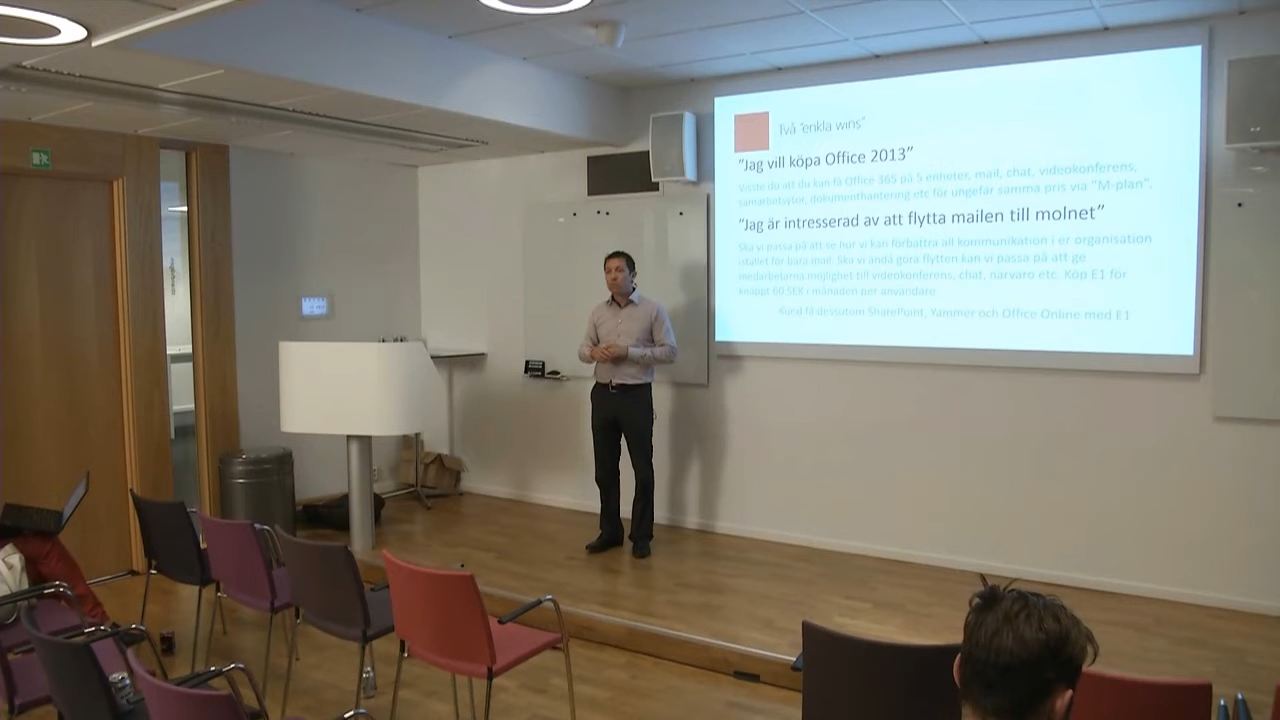 Två "enkla wins"
"Jag vill köpa Office 2013"
Visste du att du kan få Office 365 på 5 enheter, mail, chat, videokonferens,
samarbetsytor, dokumenthantering etc för ungefär samma pris via "M-plan".
"Jag är intresserad av att flytta mailen till molnet"
Ska vi passa på att se hur vi kan förbättra all kommunikation i er organisation
istället för bara mail. Ska vi ändå göra flytten kan vi passa på att ge
medarbetarna möjlighet till videokonferens, chat, närvaro etc. Köp E1 för
knappt 60 SEK i månaden per användare.
Kund få dessutom SharePoint, Yammer och Office Online med E1